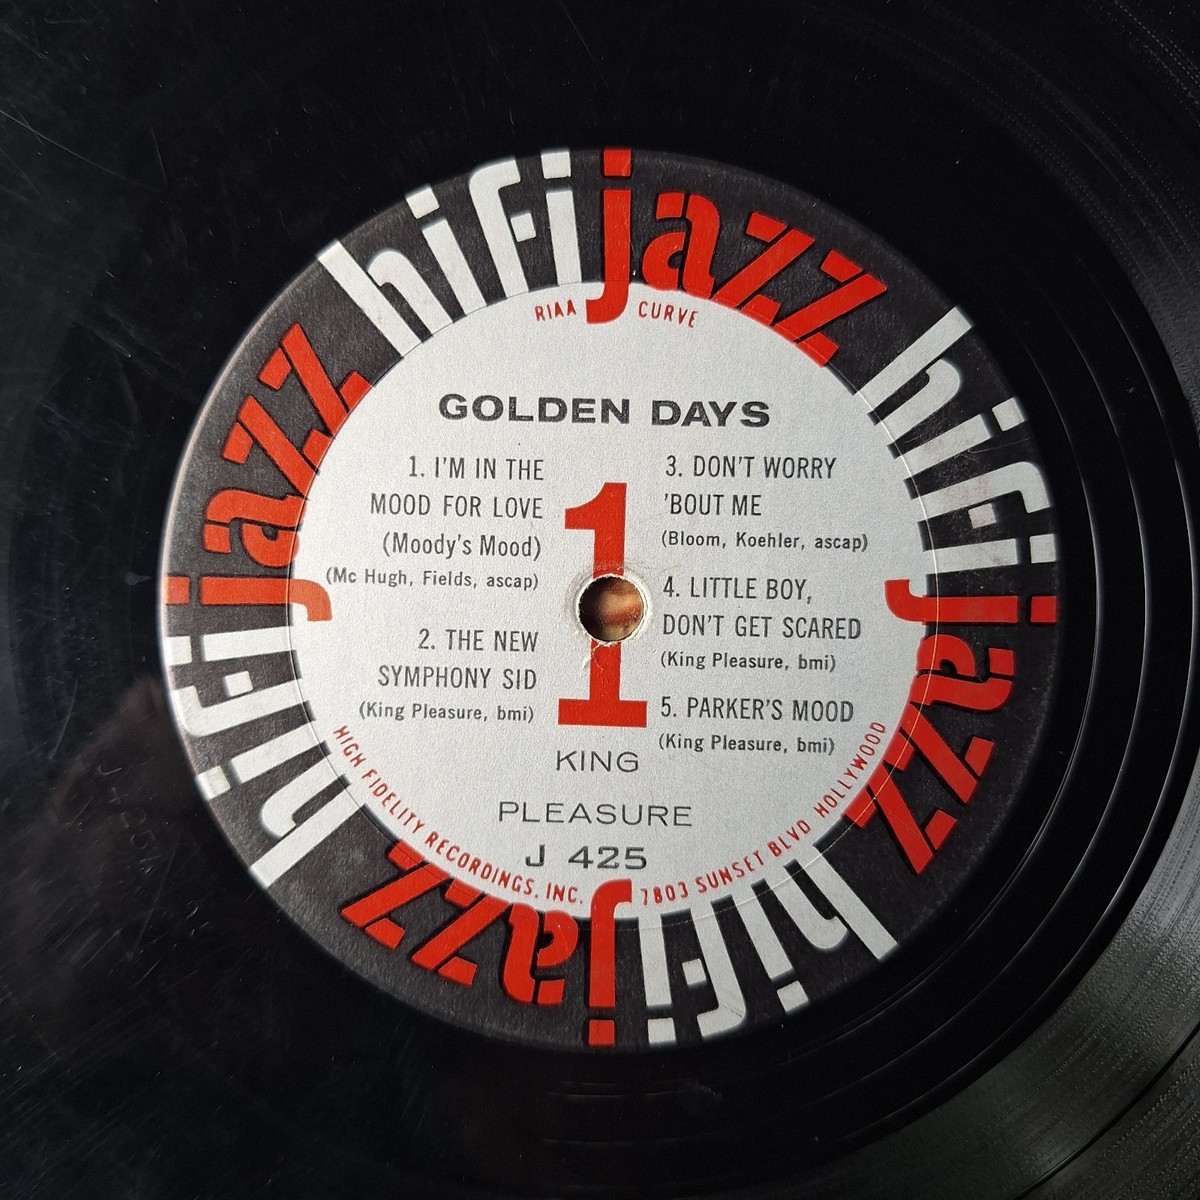 hifijazz
hifijazz
hifijazz
hifijazz
RIAA CURVE
GOLDEN DAYS
1. I'M IN THE
MOOD FOR LOVE
(Moody's Mood)
(Mc Hugh, Fields, ascap)
2. THE NEW
SYMPHONY SID
(King Pleasure, bmi)
1
3. DON'T WORRY
'BOUT ME
(Bloom, Koehler, ascap)
4. LITTLE BOY,
DON'T GET SCARED
(King Pleasure, bmi)
5. PARKER'S MOOD
(King Pleasure, bmi)
KING
PLEASURE
J 425
HIGH FIDELITY RECORDINGS, INC. 7803 SUNSET BLVD HOLLYWOOD